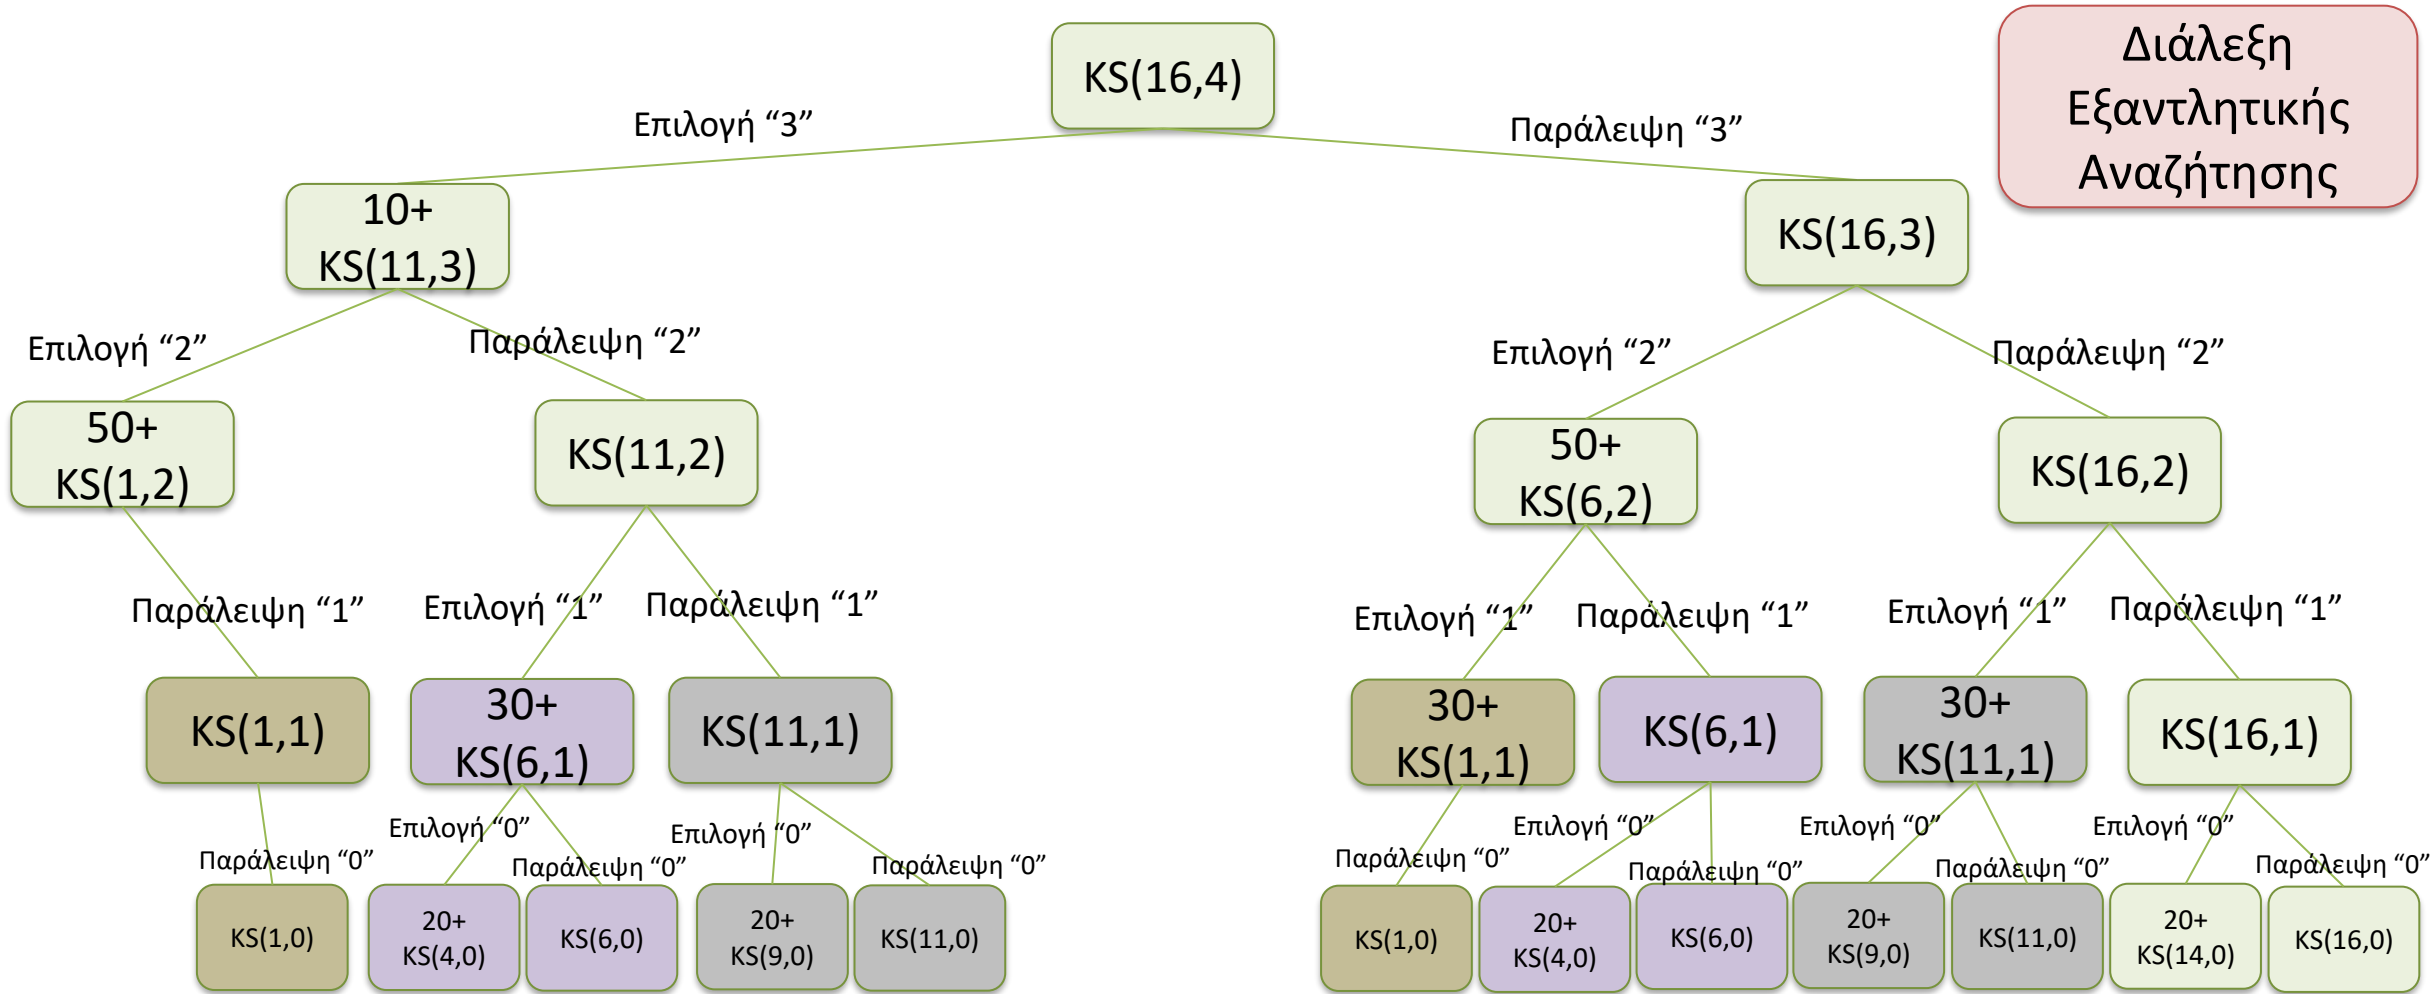 KS(16,4)
Διάλεξη
Εξαντλητικής
Αναζήτησης
Επιλογή “3”
Παράλειψη “3”
10+
KS(11,3)
KS(16,3)
Επιλογή “2”
Παράλειψη “2”
Επιλογή “2”
Παράλειψη “2”
50+
KS(1,2)
KS(11,2)
50+
KS(6,2)
KS(16,2)
Παράλειψη “1”
Επιλογή “1”
Παράλειψη “1”
Επιλογή “1”
Παράλειψη “1”
Επιλογή “1”
Παράλειψη “1”
KS(1,1)
30+
KS(6,1)
KS(11,1)
30+
KS(1,1)
KS(6,1)
30+
KS(11,1)
KS(16,1)
Παράλειψη “0”
Επιλογή “0”
Παράλειψη “0”
Επιλογή “0”
Παράλειψη “0”
Παράλειψη “0”
Επιλογή “0”
Παράλειψη “0”
Επιλογή “0”
Παράλειψη “0”
Επιλογή “0”
Παράλειψη “0”
KS(1,0)
20+
KS(4,0)
KS(6,0)
20+
KS(9,0)
KS(11,0)
KS(1,0)
20+
KS(4,0)
KS(6,0)
20+
KS(9,0)
KS(11,0)
20+
KS(14,0)
KS(16,0)